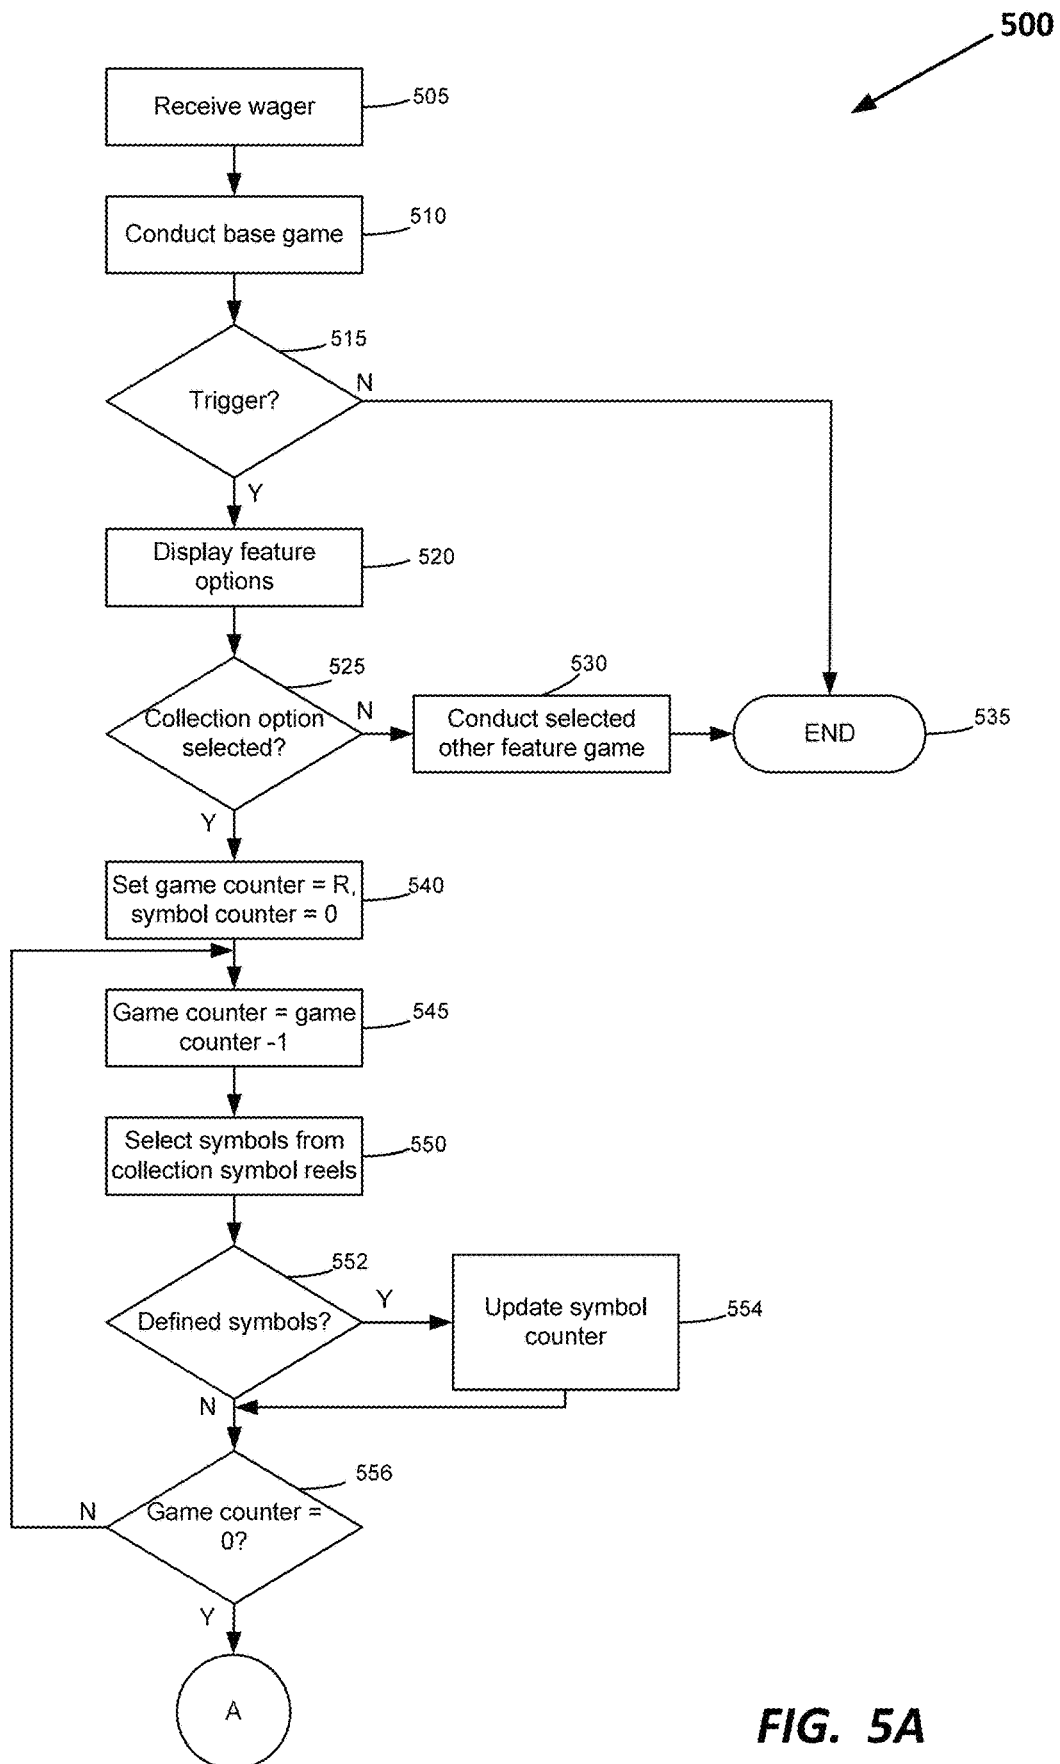 500
Receive wager
505
Conduct base game
510
515
Trigger?
N
Y
Display feature
options
520
525
Collection option
selected?
N
530
Conduct selected
other feature game
END
535
Y
Set game counter = R,
symbol counter = 0
540
Game counter = game
counter -1
545
Select symbols from
collection symbol reels
550
552
Defined symbols?
Y
Update symbol
counter
554
N
556
Game counter =
0?
N
Y
A
FIG. 5A